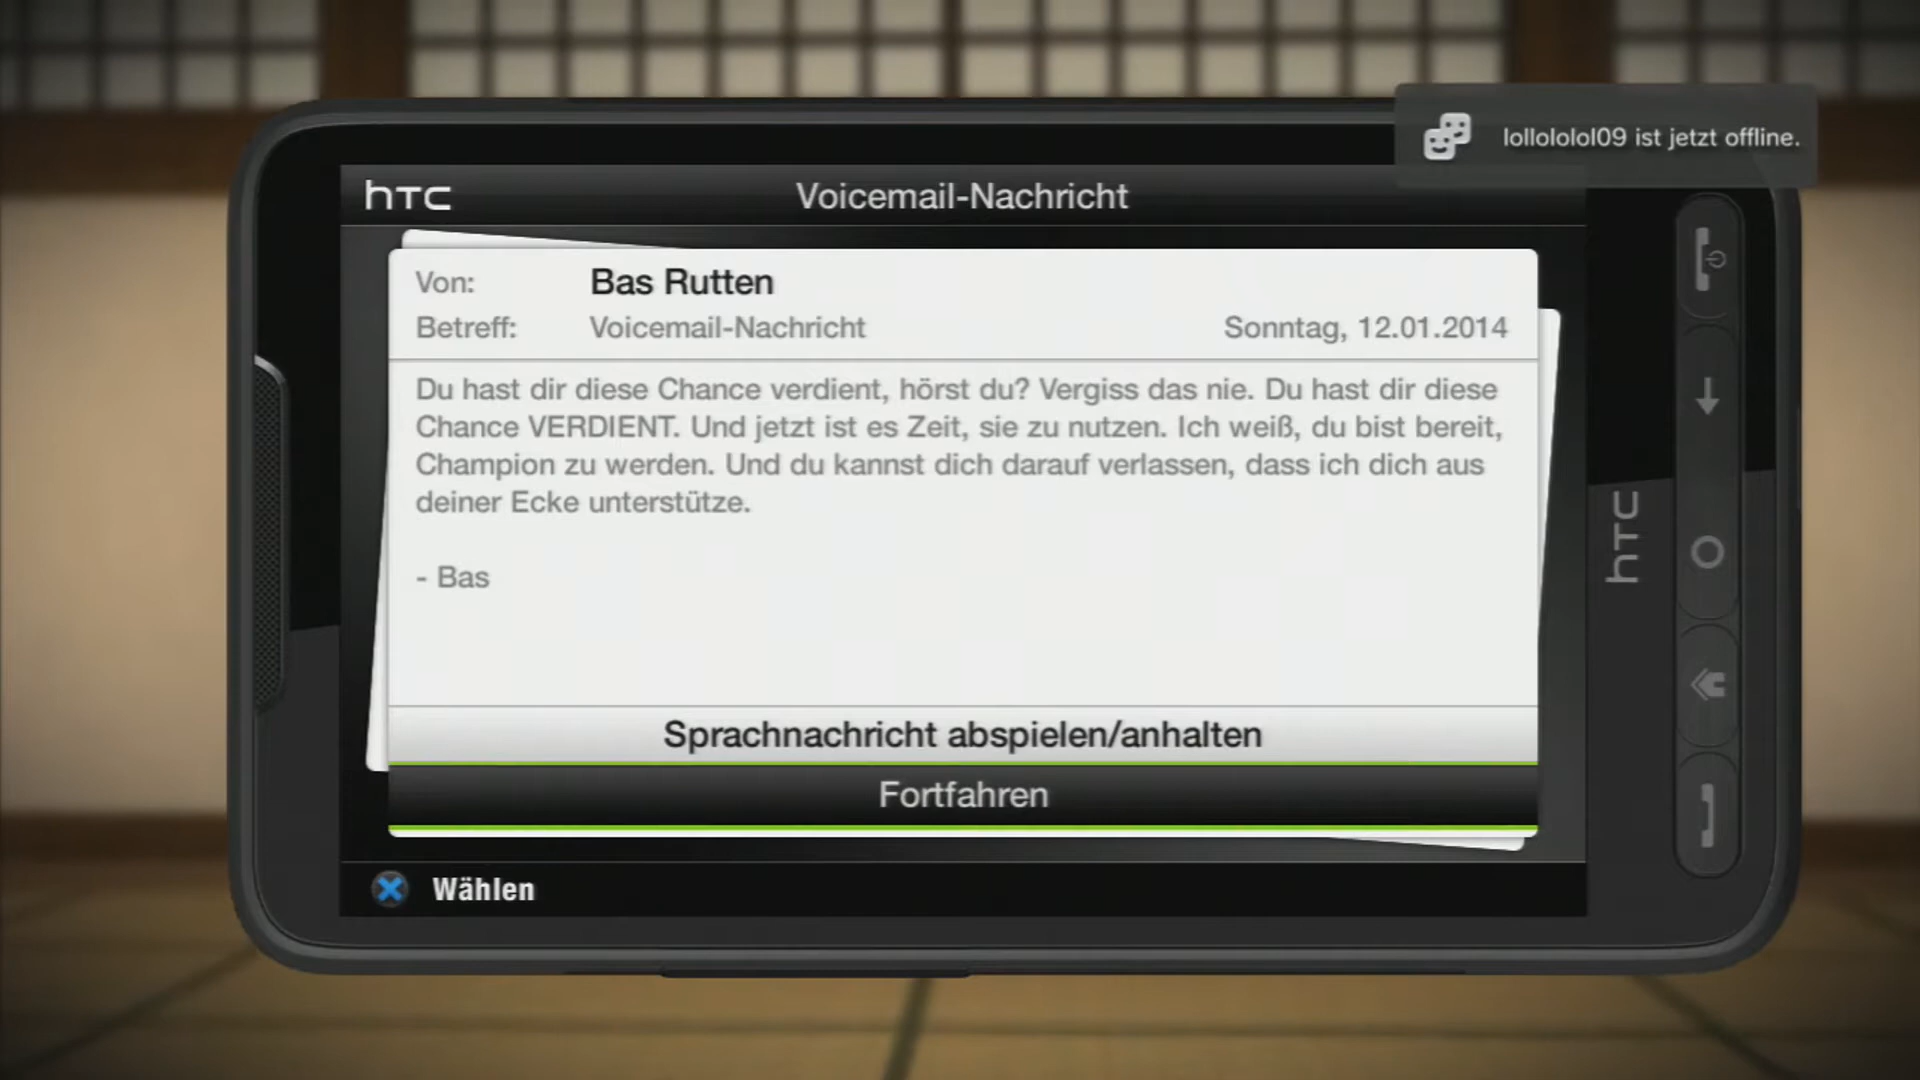 lollololol09 ist jetzt offline.
hTC
Voicemail-Nachricht
Von: Bas Rutten
Betreff: Voicemail-Nachricht Sonntag, 12.01.2014
Du hast dir diese Chance verdient, hörst du? Vergiss das nie. Du hast dir diese
Chance VERDIENT. Und jetzt ist es Zeit, sie zu nutzen. Ich weiß, du bist bereit,
Champion zu werden. Und du kannst dich darauf verlassen, dass ich dich aus
deiner Ecke unterstütze.
- Bas
Sprachnachricht abspielen/anhalten
Fortfahren
Wählen
hTC